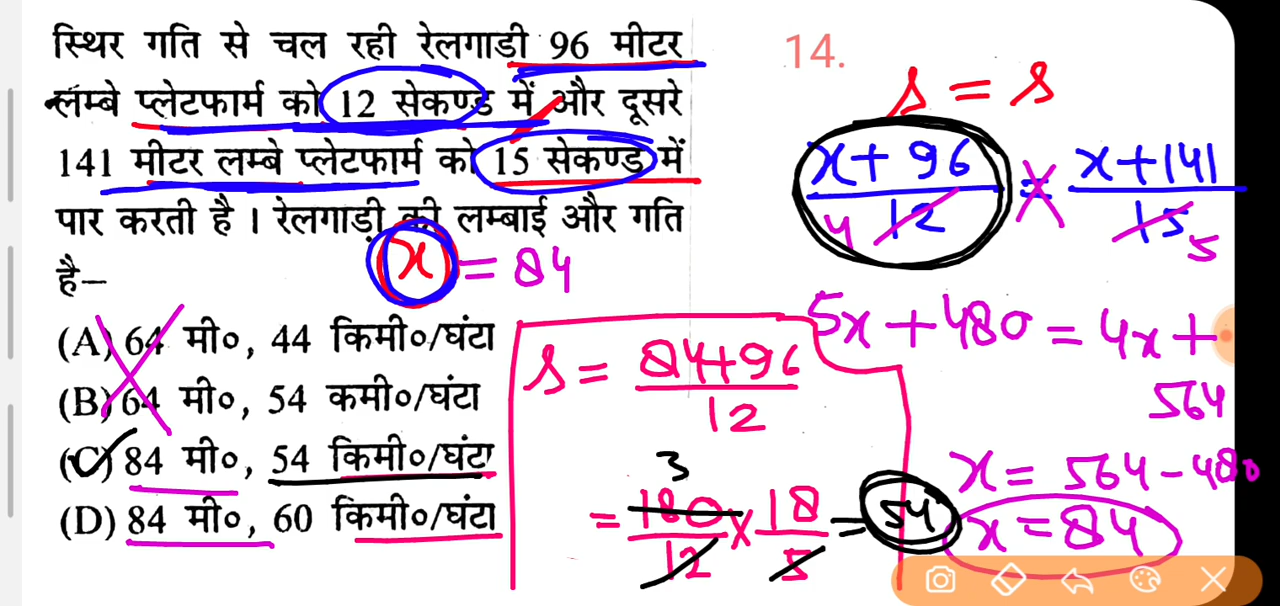 स्थिर गति से चल रही रेलगाडी 96 मीटर
लम्बे प्लेटफार्म को 12 सेकण्ड में और दूसरे
141 मीटर लम्बे प्लेटफार्म को 15 सेकण्ड में
पार करती है । रेलगाड़ी की लम्बाई और गति
है–
x = 84
(A) 64 मी०, 44 किमी०/घंटा
(B) 64 मी०, 54 कमी०/घंटा
(C) 84 मी०, 54 किमी०/घंटा
(D) 84 मी०, 60 किमी०/घंटा
14.
s = s
x+96 = x+141
4 12 15 5
5x+480 = 4x+
564
x = 564-480
x = 84
s = 84+96
12
3
= 180 × 18 = 54
12 5